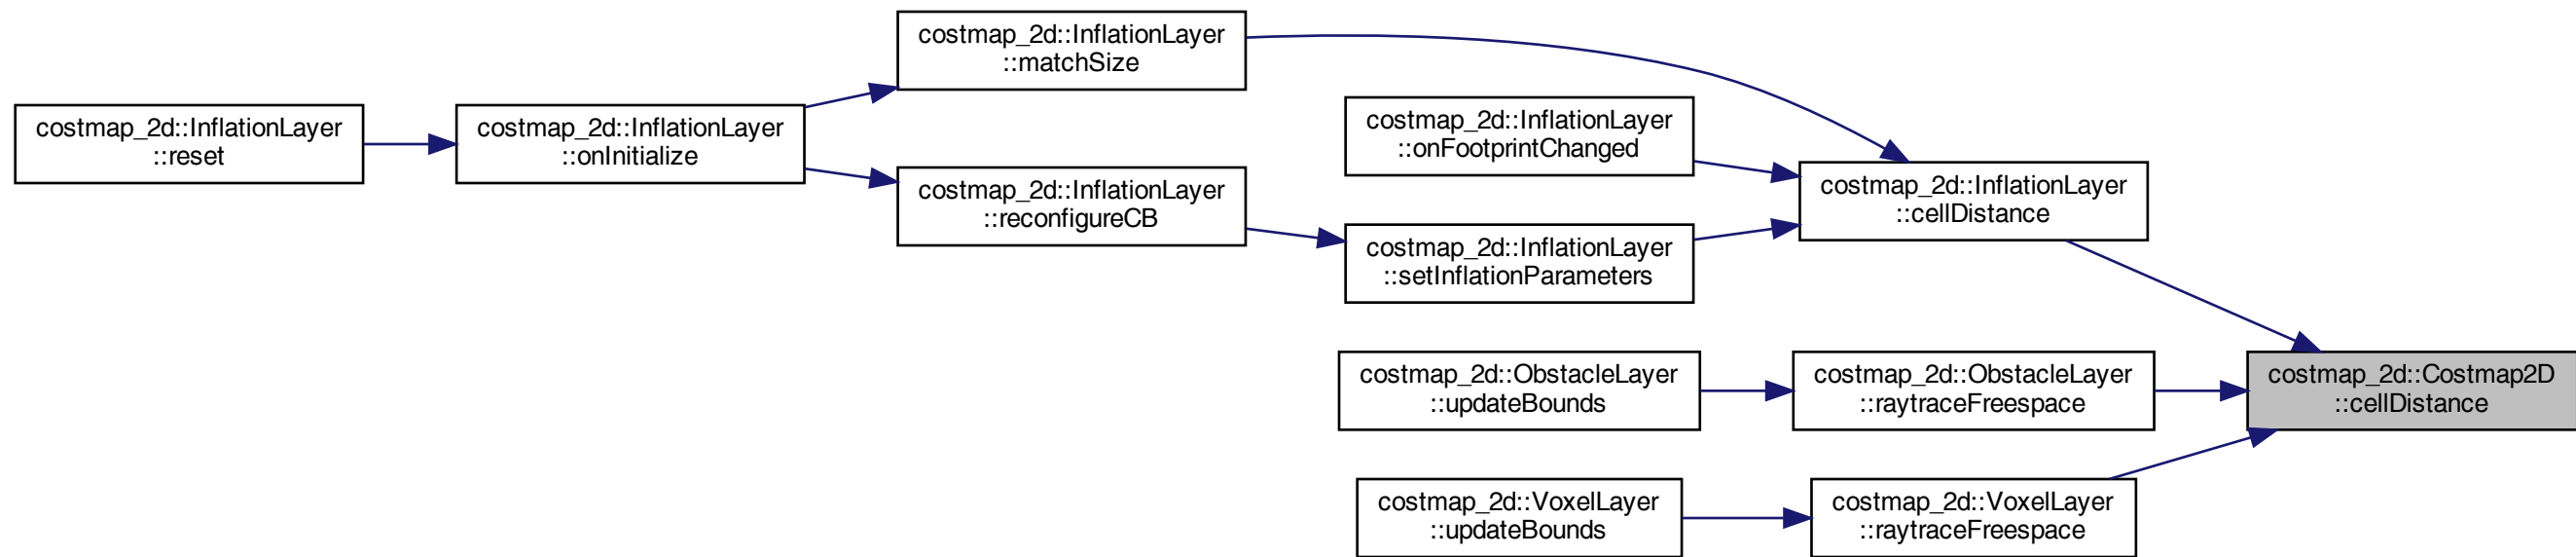 costmap_2d::InflationLayer
::matchSize
costmap_2d::InflationLayer
::reset
costmap_2d::InflationLayer
::onInitialize
costmap_2d::InflationLayer
::onFootprintChanged
costmap_2d::InflationLayer
::reconfigureCB
costmap_2d::InflationLayer
::cellDistance
costmap_2d::InflationLayer
::setInflationParameters
costmap_2d::ObstacleLayer
::updateBounds
costmap_2d::ObstacleLayer
::raytraceFreespace
costmap_2d::Costmap2D
::cellDistance
costmap_2d::VoxelLayer
::updateBounds
costmap_2d::VoxelLayer
::raytraceFreespace